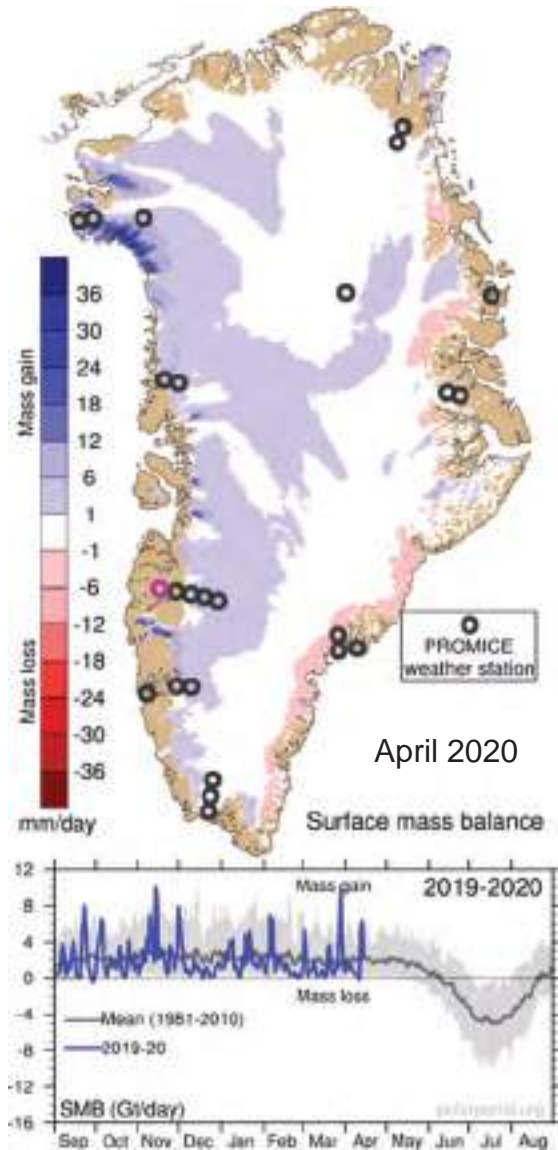 36
30
24
18
12
6
1
-1
-6
-12
-18
-24
-30
-36
Mass gain
Mass loss
mm/day
PROMICE
weather station
April 2020
Surface mass balance
12
8
4
0
-4
-8
-12
-16
Mass gain
2019-2020
Mass loss
Mean (1981-2010)
2019-20
SMB (Gt/day)
polarportal.org
Sep Oct Nov Dec Jan Feb Mar Apr May Jun Jul Aug